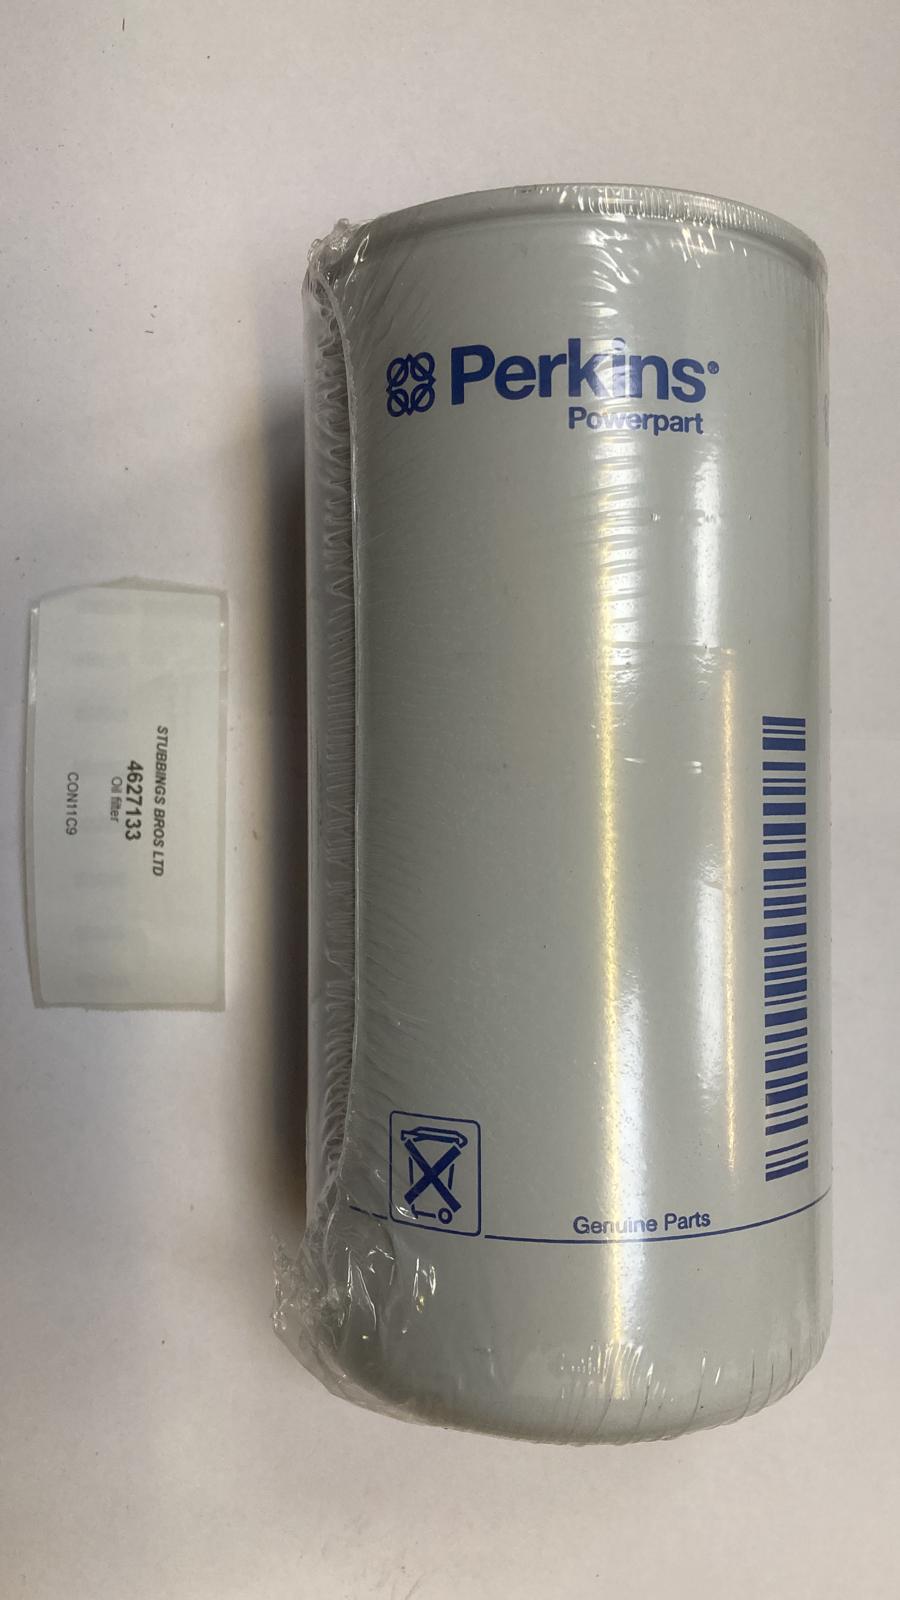 Perkins®
Powerpart
Genuine Parts
STUBBINGS BROS LTD
4627133
Oil filter
CON11C9